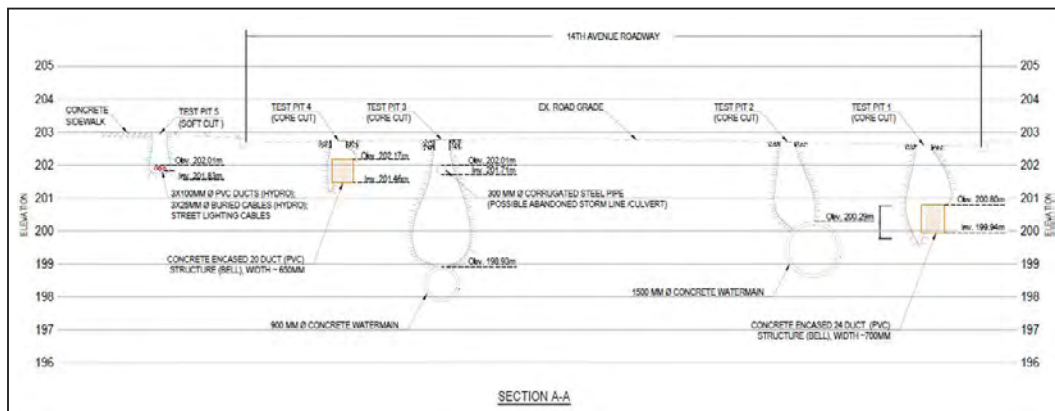 14TH AVENUE ROADWAY
205
205
204
204
203
203
202
202
201
201
200
200
199
199
198
198
197
197
196
196
ELEVATION
ELEVATION
CONCRETE
SIDEWALK
TEST PIT 5
(SOFT CUT )
TEST PIT 4
(CORE CUT)
TEST PIT 3
(CORE CUT)
EX. ROAD GRADE
TEST PIT 2
(CORE CUT)
TEST PIT 1
(CORE CUT)
Obv. 202.01m
Inv. 201.83m
3X100MM Ø PVC DUCTS (HYDRO);
3X25MM Ø BURIED CABLES (HYDRO);
STREET LIGHTING CABLES
Obv. 202.17m
Inv. 201.46m
CONCRETE ENCASED 20 DUCT (PVC)
STRUCTURE (BELL), WIDTH ~ 650MM
Obv. 202.01m
Inv. 201.71m
300 MM Ø CORRUGATED STEEL PIPE
(POSSIBLE ABANDONED STORM LINE /CULVERT)
Obv. 198.93m
900 MM Ø CONCRETE WATERMAIN
Obv. 200.29m
1500 MM Ø CONCRETE WATERMAIN
Obv. 200.80m
Inv. 199.94m
CONCRETE ENCASED 24 DUCT (PVC)
STRUCTURE (BELL), WIDTH ~700MM
SECTION A-A